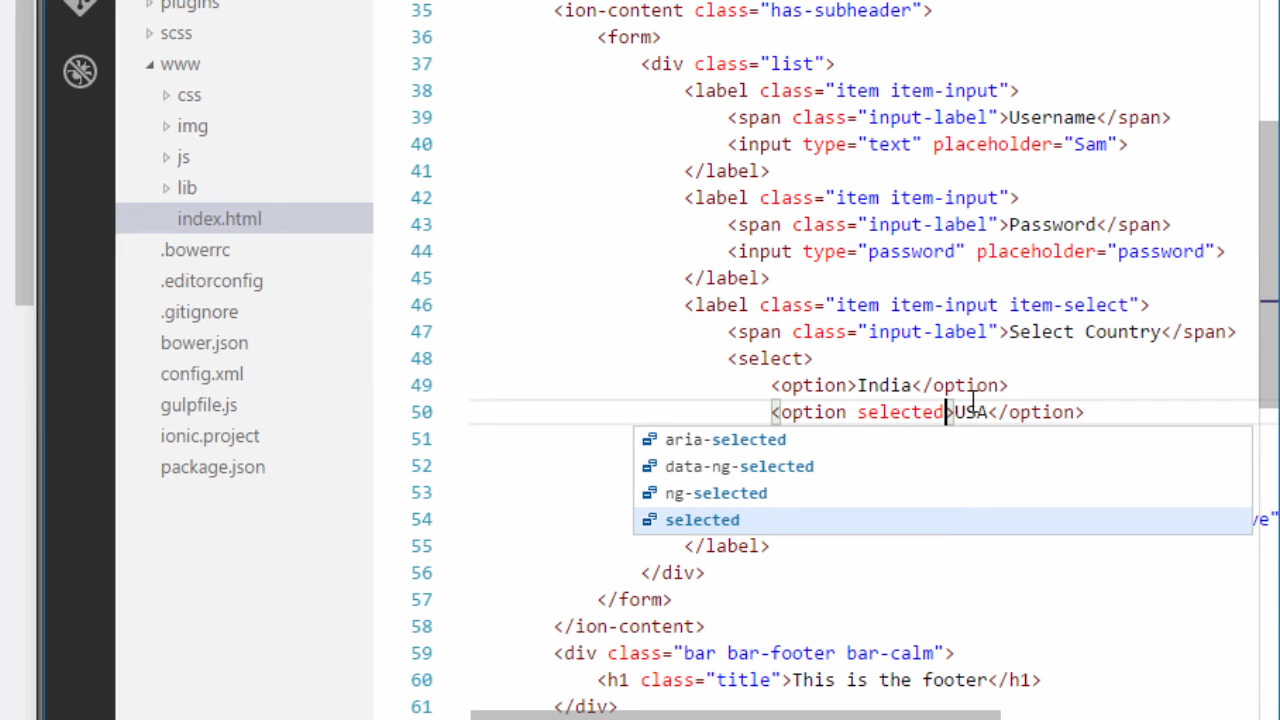 plugins
scss
www
css
img
js
lib
index.html
.bowerrc
.editorconfig
.gitignore
bower.json
config.xml
gulpfile.js
ionic.project
package.json
35 <ion-content class="has-subheader">
36 <form>
37 <div class="list">
38 <label class="item item-input">
39 <span class="input-label">Username</span>
40 <input type="text" placeholder="Sam">
41 </label>
42 <label class="item item-input">
43 <span class="input-label">Password</span>
44 <input type="password" placeholder="password">
45 </label>
46 <label class="item item-input item-select">
47 <span class="input-label">Select Country</span>
48 <select>
49 <option>India</option>
50 <option selected>USA</option>
51 aria-selected
52 data-ng-selected
53 ng-selected
54 selected ve"
55 </label>
56 </div>
57 </form>
58 </ion-content>
59 <div class="bar bar-footer bar-calm">
60 <h1 class="title">This is the footer</h1>
61 </div>